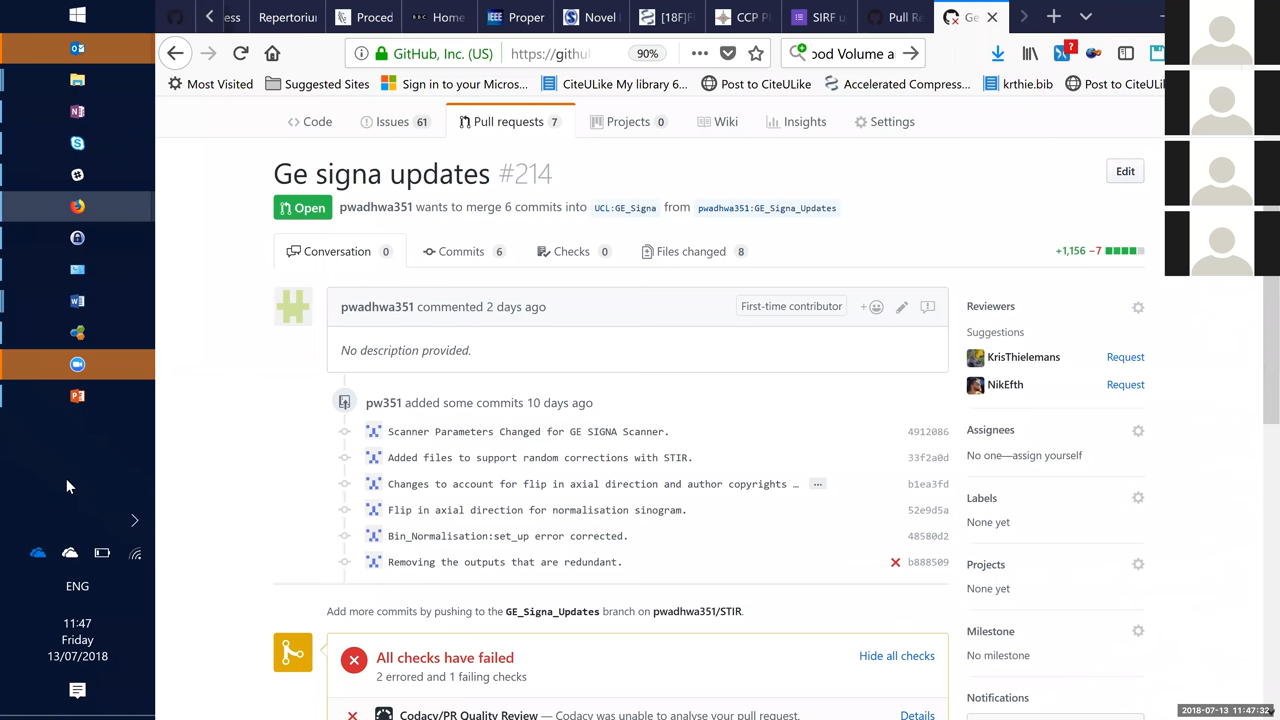 ess Repertoriu Proced Home Proper Novel [18F]F CCP P SIRF u Pull Re Ge
GitHub, Inc. (US) https://githu 90% ood Volume a
Most Visited Suggested Sites Sign in to your Micros... CiteULike My library 6... Post to CiteULike Accelerated Compress... krthie.bib Post to CiteUL
Code Issues 61 Pull requests 7 Projects 0 Wiki Insights Settings
Ge signa updates #214
Edit
Open pwadhwa351 wants to merge 6 commits into UCL:GE_Signa from pwadhwa351:GE_Signa_Updates
Conversation 0 Commits 6 Checks 0 Files changed 8 +1,156 −7
pwadhwa351 commented 2 days ago First-time contributor
No description provided.
pw351 added some commits 10 days ago
Scanner Parameters Changed for GE SIGNA Scanner. 4912086
Added files to support random corrections with STIR. 33f2a0d
Changes to account for flip in axial direction and author copyrights … ... b1ea3fd
Flip in axial direction for normalisation sinogram. 52e9d5a
Bin_Normalisation:set_up error corrected. 48580d2
Removing the outputs that are redundant. b888509
Add more commits by pushing to the GE_Signa_Updates branch on pwadhwa351/STIR.
All checks have failed Hide all checks
2 errored and 1 failing checks
Codacy/PR Quality Review — Codacy was unable to analyse your pull request. Details
Reviewers
Suggestions
KrisThielemans Request
NikEfth Request
Assignees
No one—assign yourself
Labels
None yet
Projects
None yet
Milestone
No milestone
Notifications
ENG
11:47
Friday
13/07/2018
2018-07-13 11:47:32